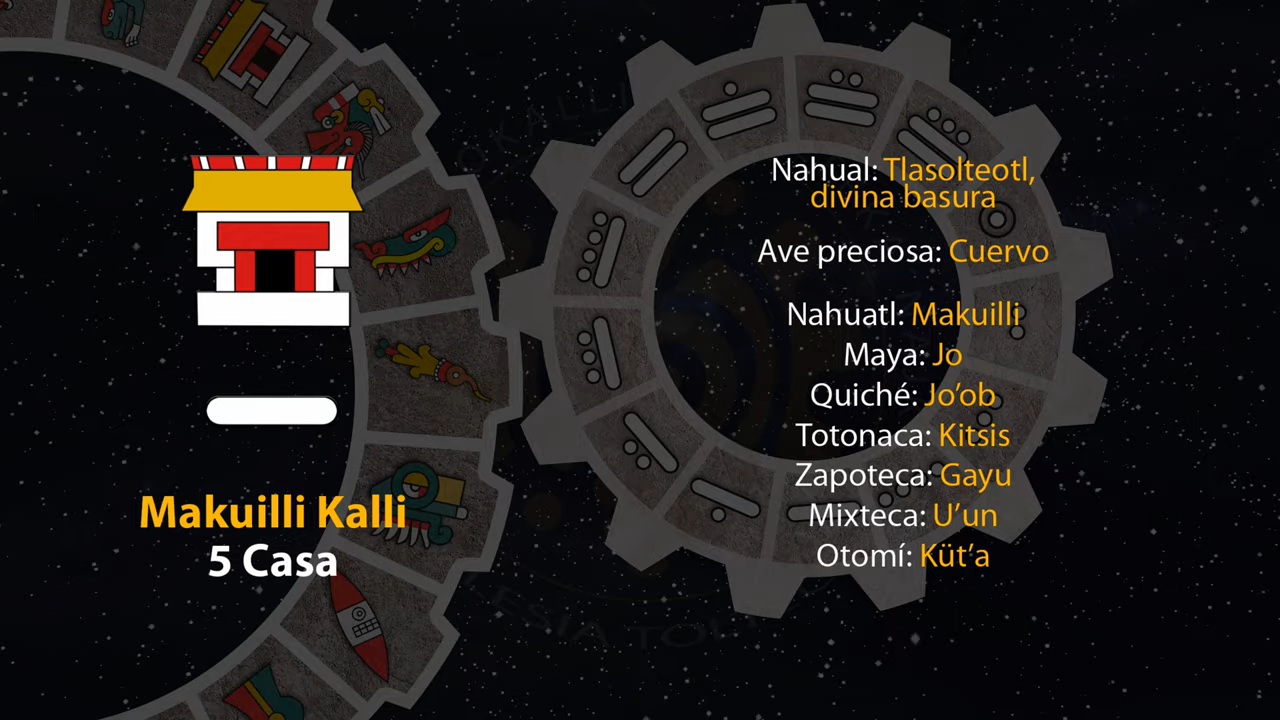 Makuilli Kalli
5 Casa
Nahual: Tlasolteotl,
divina basura
Ave preciosa: Cuervo
Nahuatl: Makuilli
Maya: Jo
Quiché: Jo’ob
Totonaca: Kitsis
Zapoteca: Gayu
Mixteca: U’un
Otomí: Küt’a